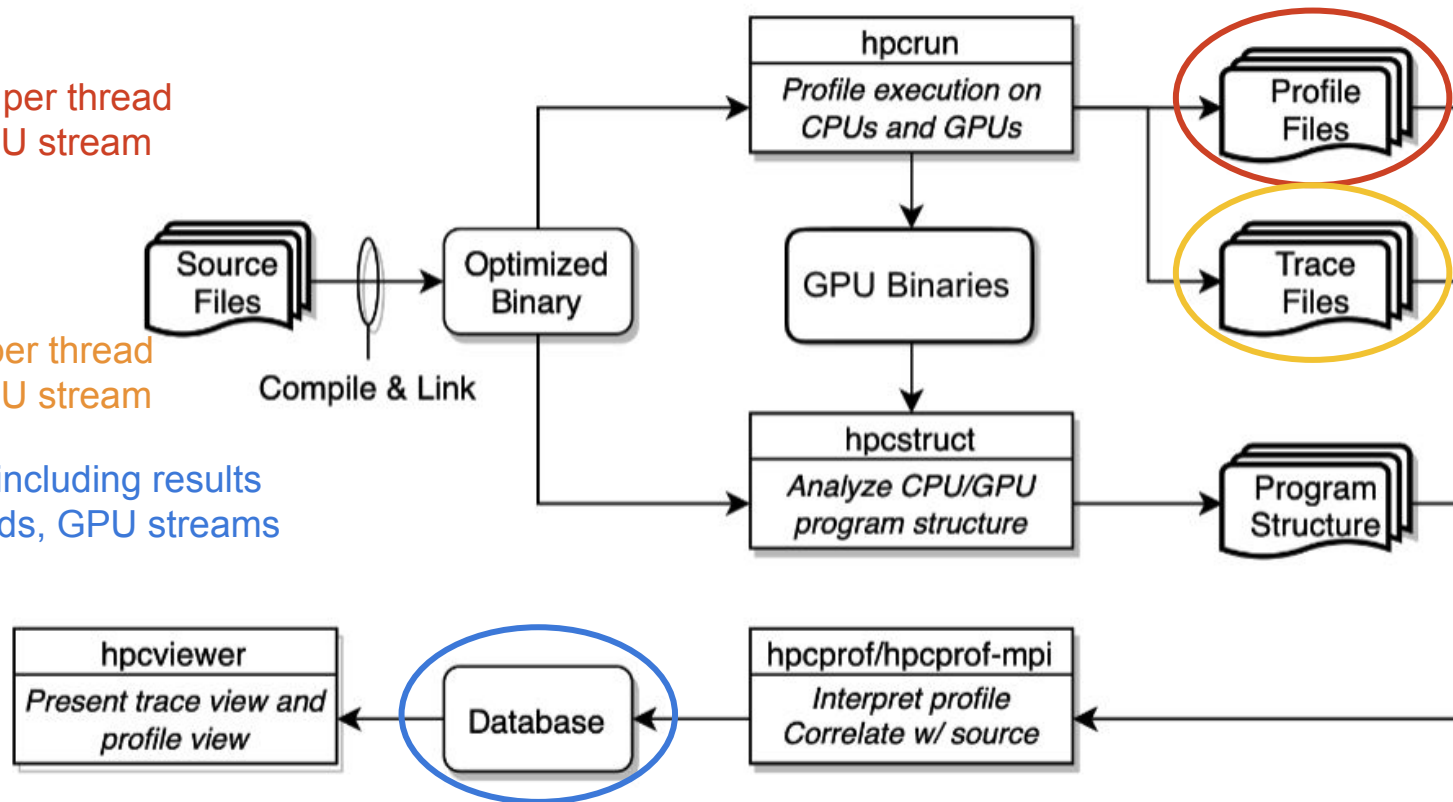 per thread
U stream
hpcrun
Profile execution on
CPUs and GPUs
Profile
Files
Source
Files
Optimized
Binary
GPU Binaries
Trace
Files
per thread
U stream
Compile & Link
including results
ds, GPU streams
hpcstruct
Analyze CPU/GPU
program structure
Program
Structure
hpcviewer
Present trace view and
profile view
Database
hpcprof/hpcprof-mpi
Interpret profile
Correlate w/ source